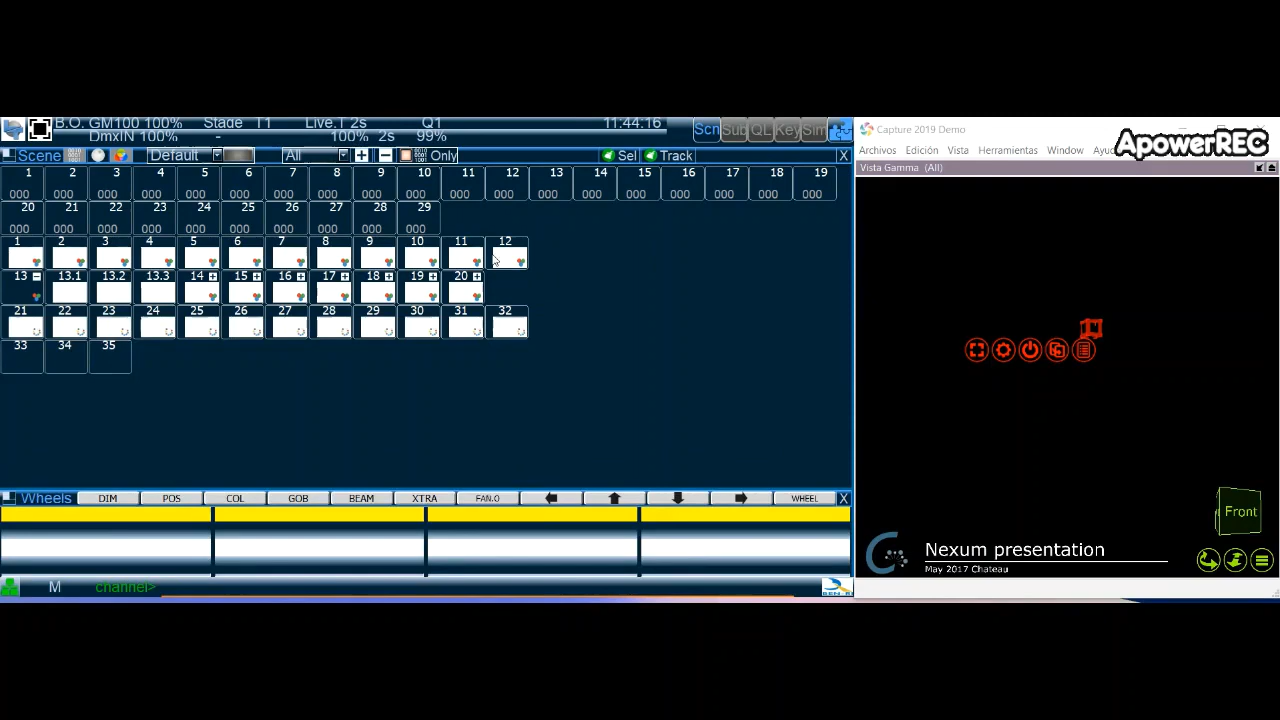 B.O. GM100 100% Stade T1 Live.T 2s Q1 11:44:16
DmxIN 100% - 100% 2s 99%
Scn Sub QL Key Sim
Scene Default All Only Sel Track X
1 2 3 4 5 6 7 8 9 10 11 12 13 14 15 16 17 18 19
000 000 000 000 000 000 000 000 000 000 000 000 000 000 000 000 000 000 000
20 21 22 23 24 25 26 27 28 29
000 000 000 000 000 000 000 000 000 000
1 2 3 4 5 6 7 8 9 10 11 12
13 13.1 13.2 13.3 14 15 16 17 18 19 20
21 22 23 24 25 26 27 28 29 30 31 32
33 34 35
Wheels DIM POS COL GOB BEAM XTRA FAN.O WHEEL X
M channel>
Capture 2019 Demo
ApowerREC
Archivos Edición Vista Herramientas Window Ayu
Vista Gamma (All)
Front
Nexum presentation
May 2017 Chateau